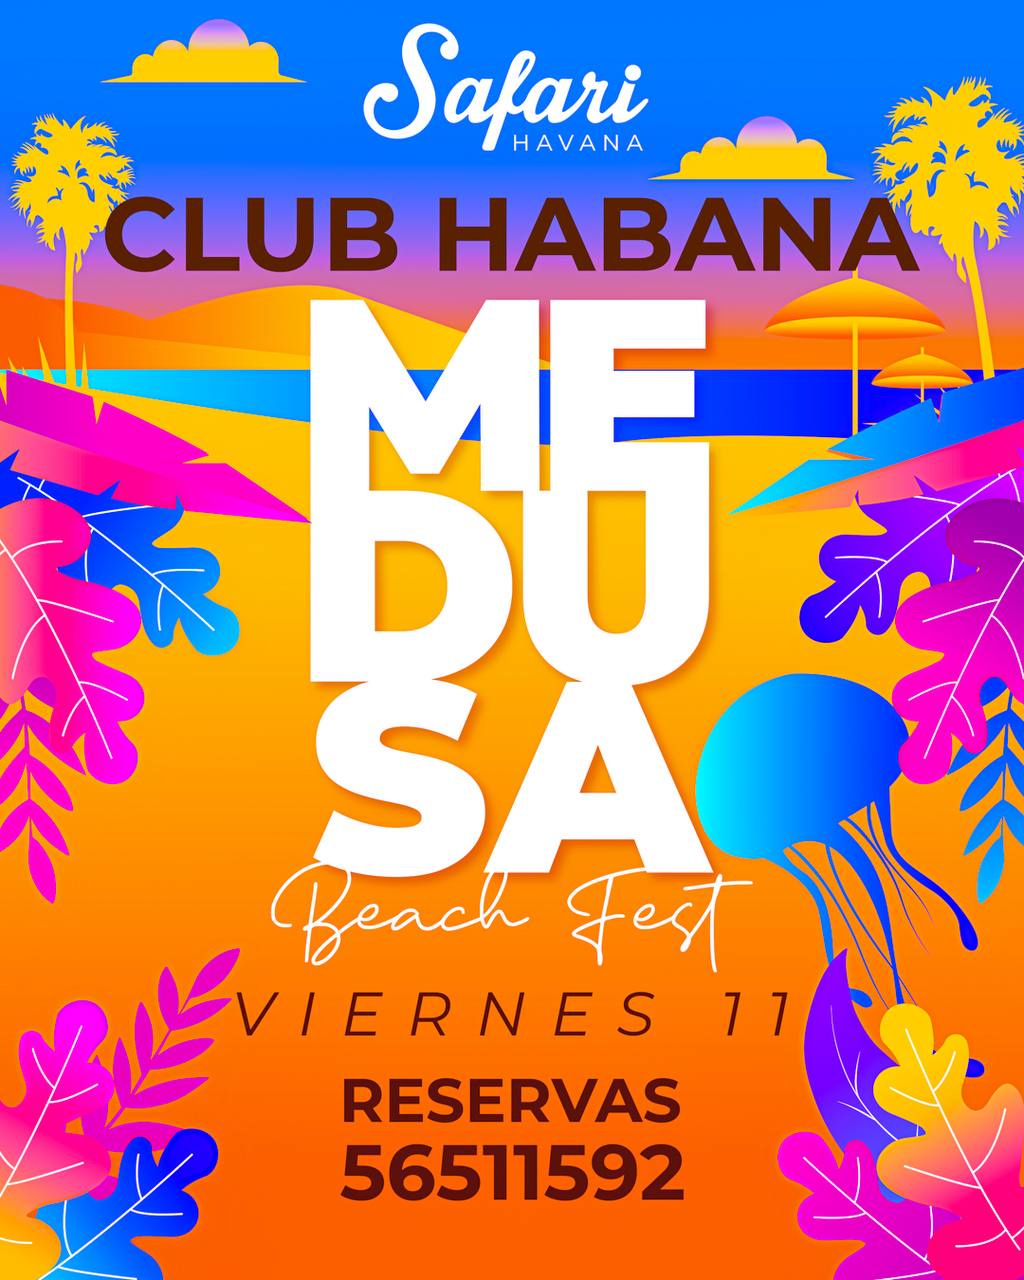 Safari
HAVANA
CLUB HABANA
ME
DU
SA
Beach Fest
VIERNES 11
RESERVAS
56511592